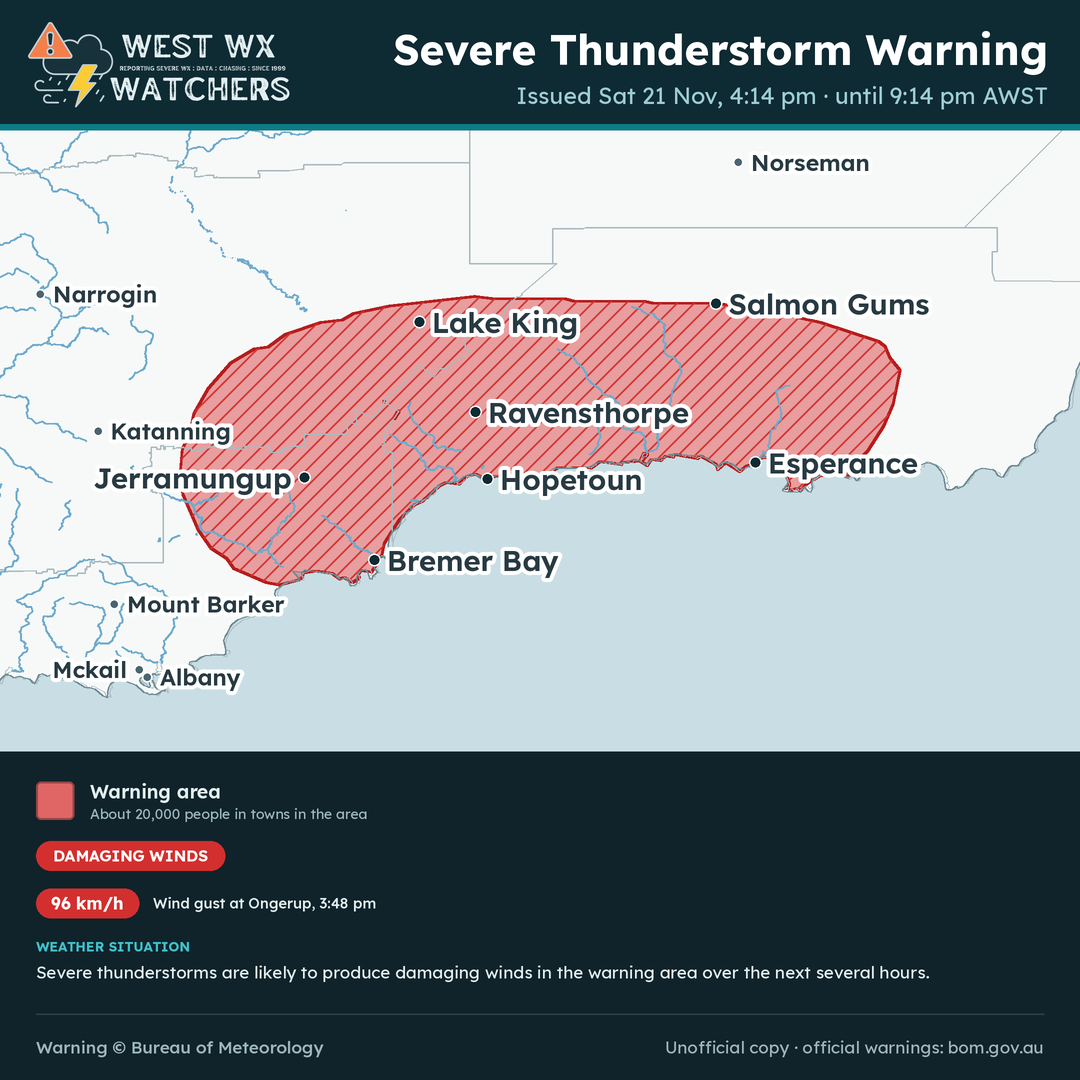 WEST WX
REPORTING SEVERE WX : DATA : CHASING : SINCE 1999
WATCHERS
Severe Thunderstorm Warning
Issued Sat 21 Nov, 4:14 pm · until 9:14 pm AWST
Norseman
Narrogin
Salmon Gums
Lake King
Ravensthorpe
Katanning
Esperance
Jerramungup
Hopetoun
Bremer Bay
Mount Barker
Mckail
Albany
Warning area
About 20,000 people in towns in the area
DAMAGING WINDS
96 km/h Wind gust at Ongerup, 3:48 pm
WEATHER SITUATION
Severe thunderstorms are likely to produce damaging winds in the warning area over the next several hours.
Warning © Bureau of Meteorology
Unofficial copy · official warnings: bom.gov.au